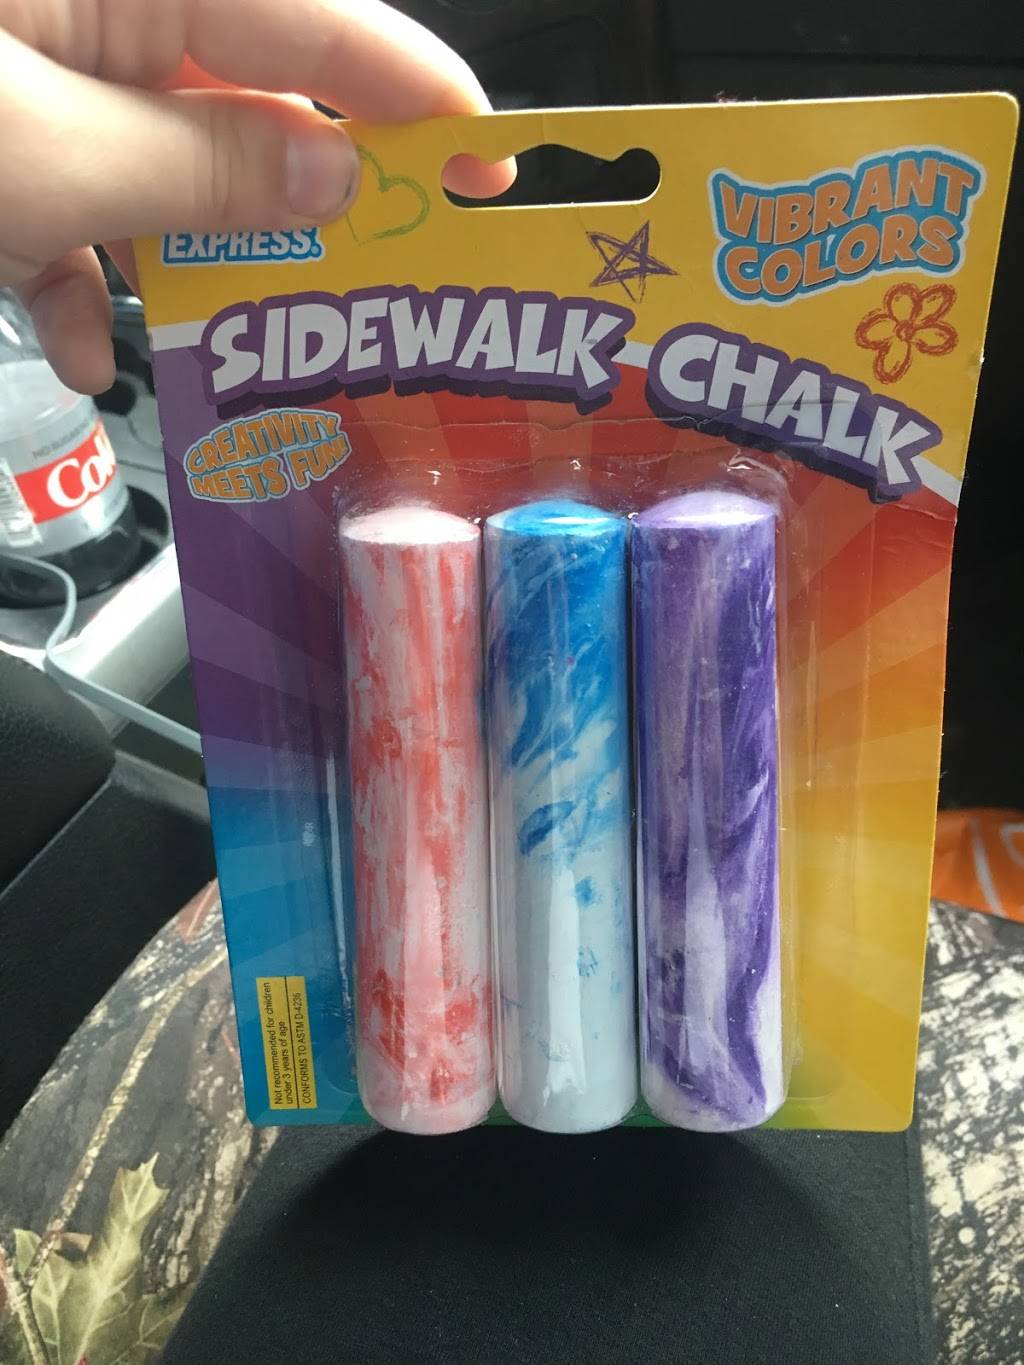 EXPRESS.
VIBRANT
COLORS
SIDEWALK CHALK
CREATIVITY
MEETS FUN!
Not recommended for children
under 3 years of age
CONFORMS TO ASTM D-4236
Co